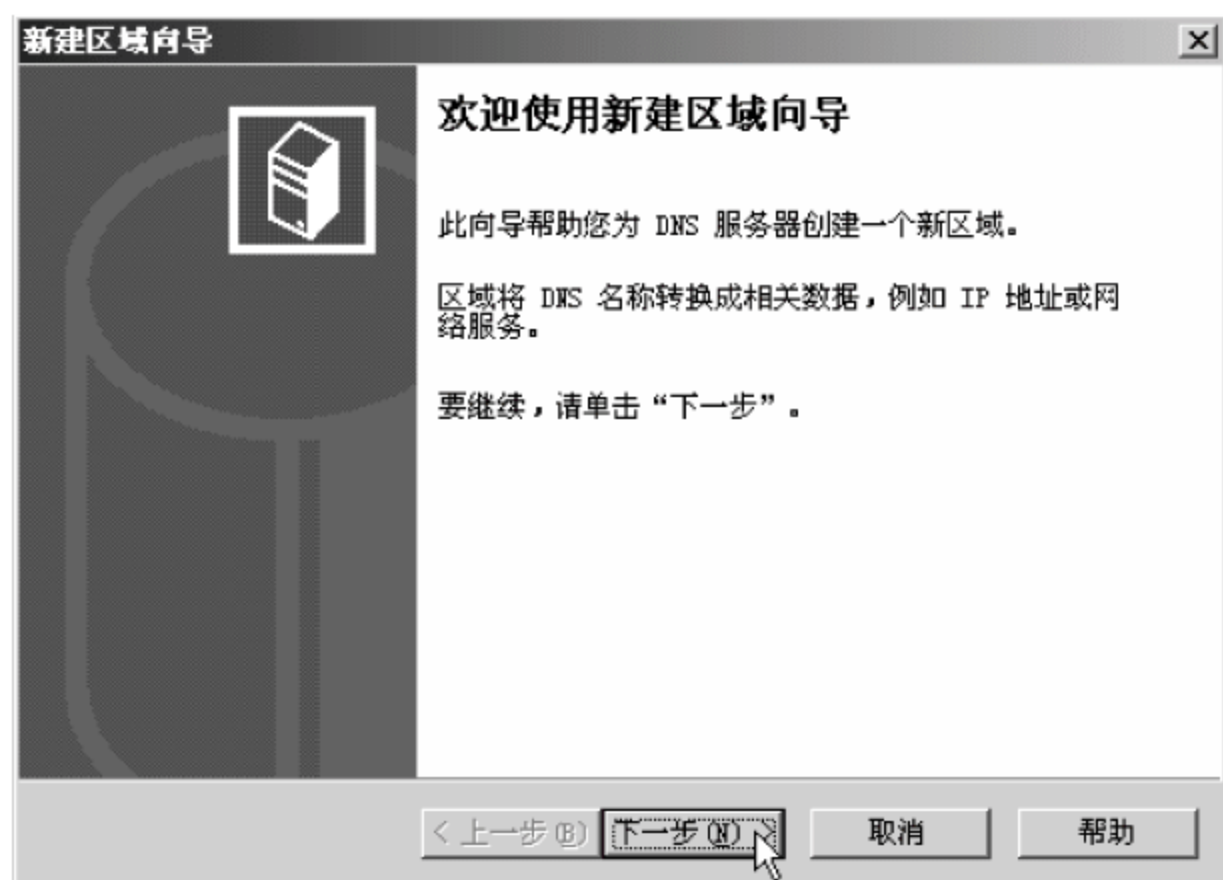 新建区域向导
欢迎使用新建区域向导
此向导帮助您为 DNS 服务器创建一个新区域。
区域将 DNS 名称转换成相关数据，例如 IP 地址或网
络服务。
要继续，请单击“下一步”。
< 上一步(B) 下一步(N) > 取消 帮助